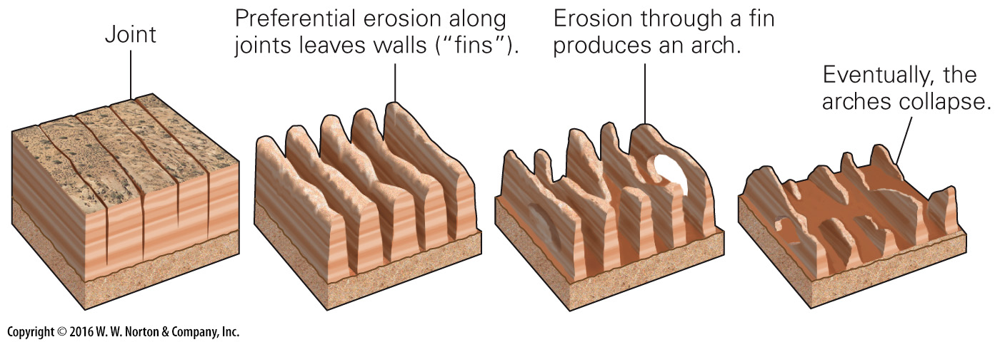 Joint
Preferential erosion along
joints leaves walls (“fins”).
Erosion through a fin
produces an arch.
Eventually, the
arches collapse.
Copyright © 2016 W. W. Norton & Company, Inc.